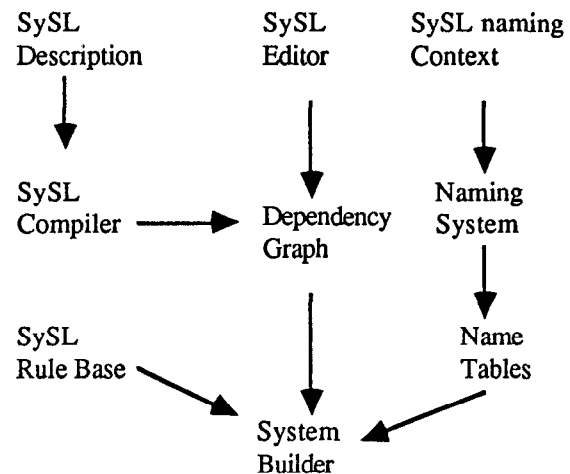 SySL
Description
SySL
Editor
SySL naming
Context
SySL
Compiler
Dependency
Graph
Naming
System
SySL
Rule Base
Name
Tables
System
Builder